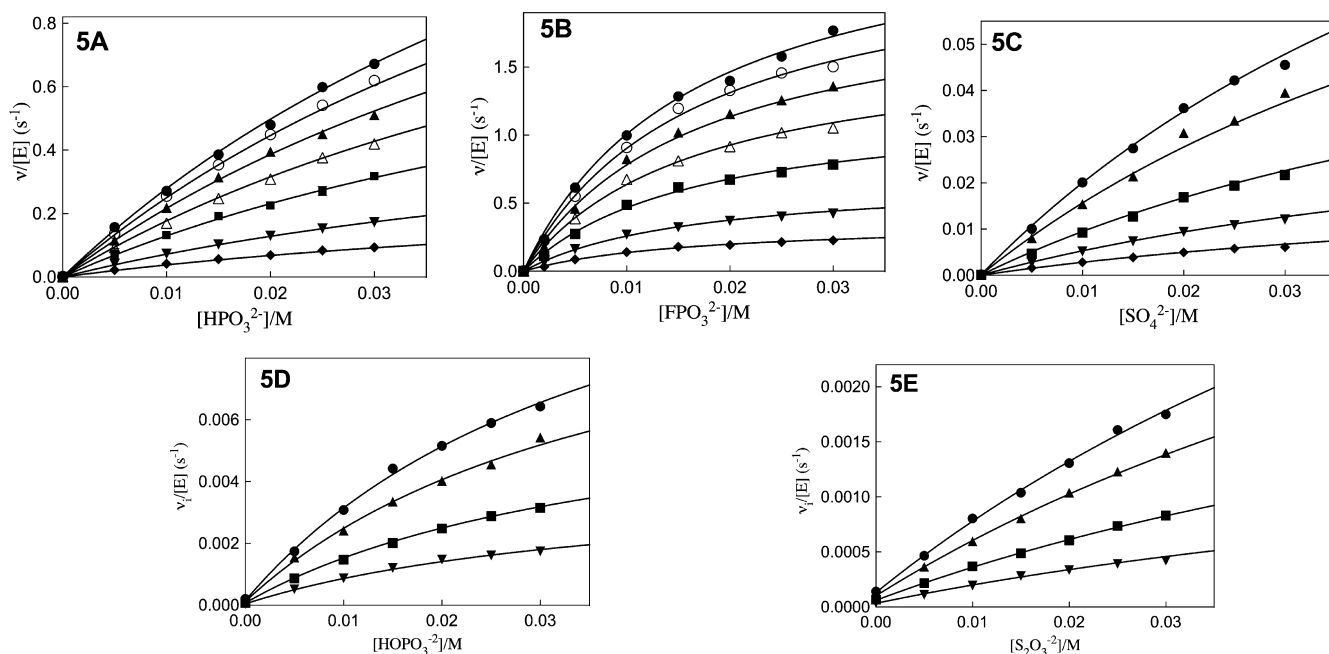 5A
ν/[E] (s⁻¹)
0.8
0.6
0.4
0.2
0.0
0.00 0.01 0.02 0.03
[HPO₃²⁻]/M
5B
ν/[E] (s⁻¹)
1.5
1.0
0.5
0.0
0.00 0.01 0.02 0.03
[FPO₃²⁻]/M
5C
ν/[E] (s⁻¹)
0.05
0.04
0.03
0.02
0.01
0.00
0.00 0.01 0.02 0.03
[SO₄²⁻]/M
5D
νᵢ/[E] (s⁻¹)
0.006
0.004
0.002
0.000
0.00 0.01 0.02 0.03
[HOPO₃⁻²]/M
5E
νᵢ/[E] (s⁻¹)
0.0020
0.0015
0.0010
0.0005
0.0000
0.00 0.01 0.02 0.03
[S₂O₃⁻²]/M